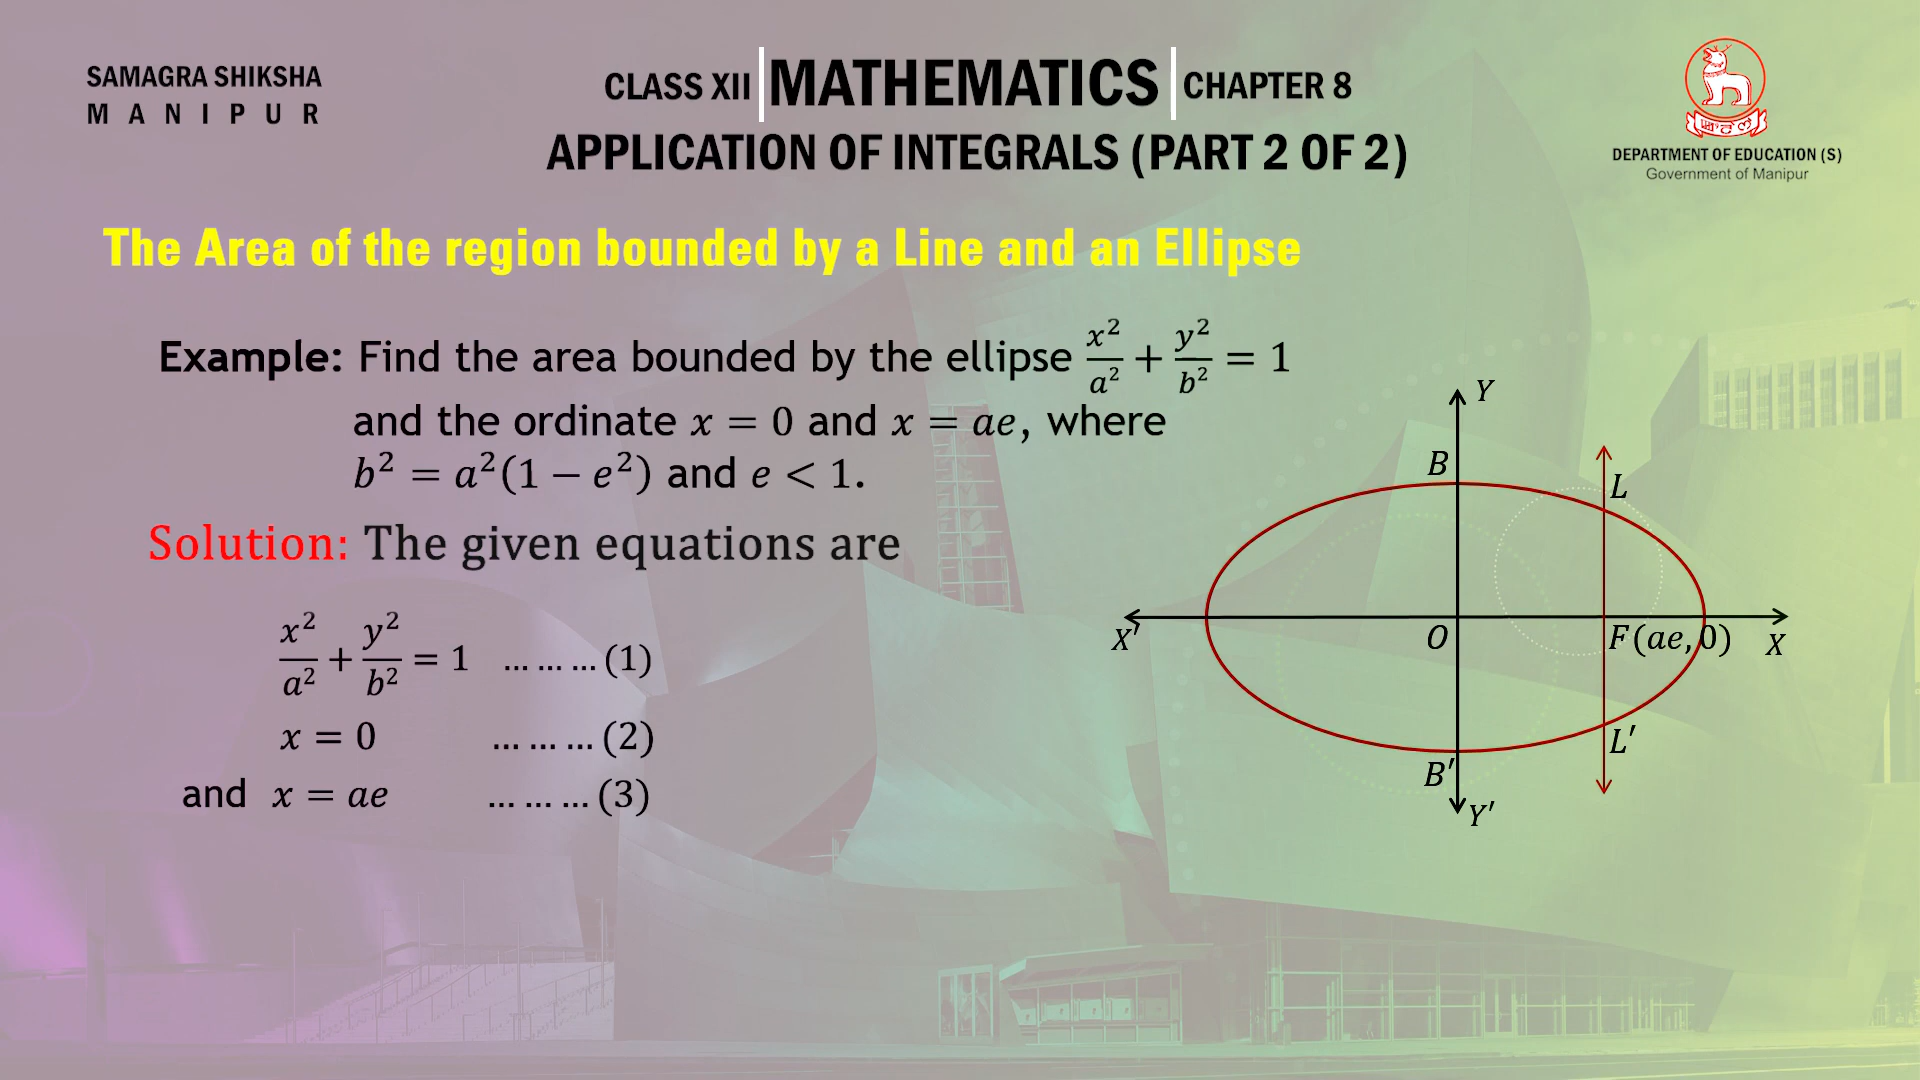 SAMAGRA SHIKSHA
MANIPUR
CLASS XII | MATHEMATICS | CHAPTER 8
APPLICATION OF INTEGRALS (PART 2 OF 2)
DEPARTMENT OF EDUCATION (S)
Government of Manipur
The Area of the region bounded by a Line and an Ellipse
Example: Find the area bounded by the ellipse x²/a² + y²/b² = 1
and the ordinate x = 0 and x = ae, where
b² = a²(1 − e²) and e < 1.
Solution: The given equations are
x²/a² + y²/b² = 1 ... ... ... (1)
x = 0 ... ... ... (2)
and x = ae ... ... ... (3)
Y
B
L
X′
O
F(ae, 0)
X
L′
B′
Y′